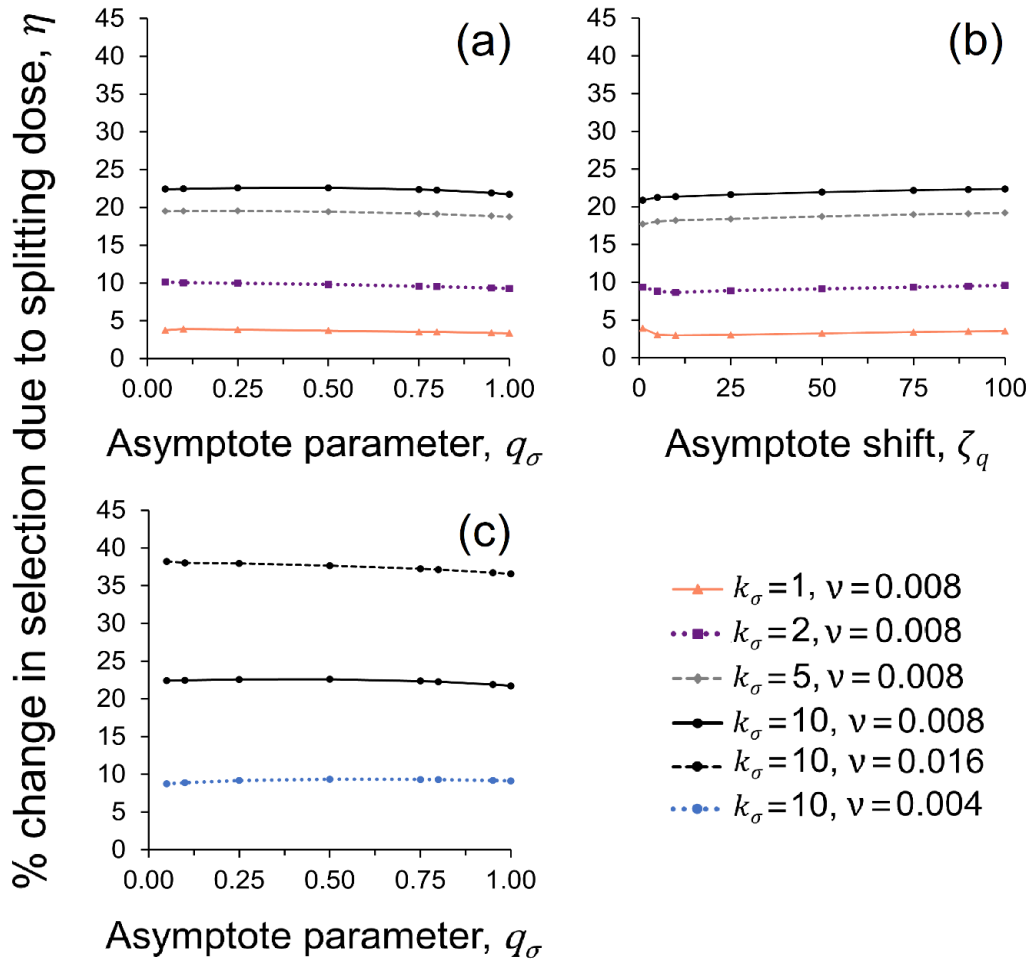 % change in selection due to splitting dose, η
(a)
45
40
35
30
25
20
15
10
5
0
0.00 0.25 0.50 0.75 1.00
Asymptote parameter, qσ
(b)
45
40
35
30
25
20
15
10
5
0
0 25 50 75 100
Asymptote shift, ζq
(c)
45
40
35
30
25
20
15
10
5
0
0.00 0.25 0.50 0.75 1.00
Asymptote parameter, qσ
kσ=1, ν=0.008
kσ=2, ν=0.008
kσ=5, ν=0.008
kσ=10, ν=0.008
kσ=10, ν=0.016
kσ=10, ν=0.004